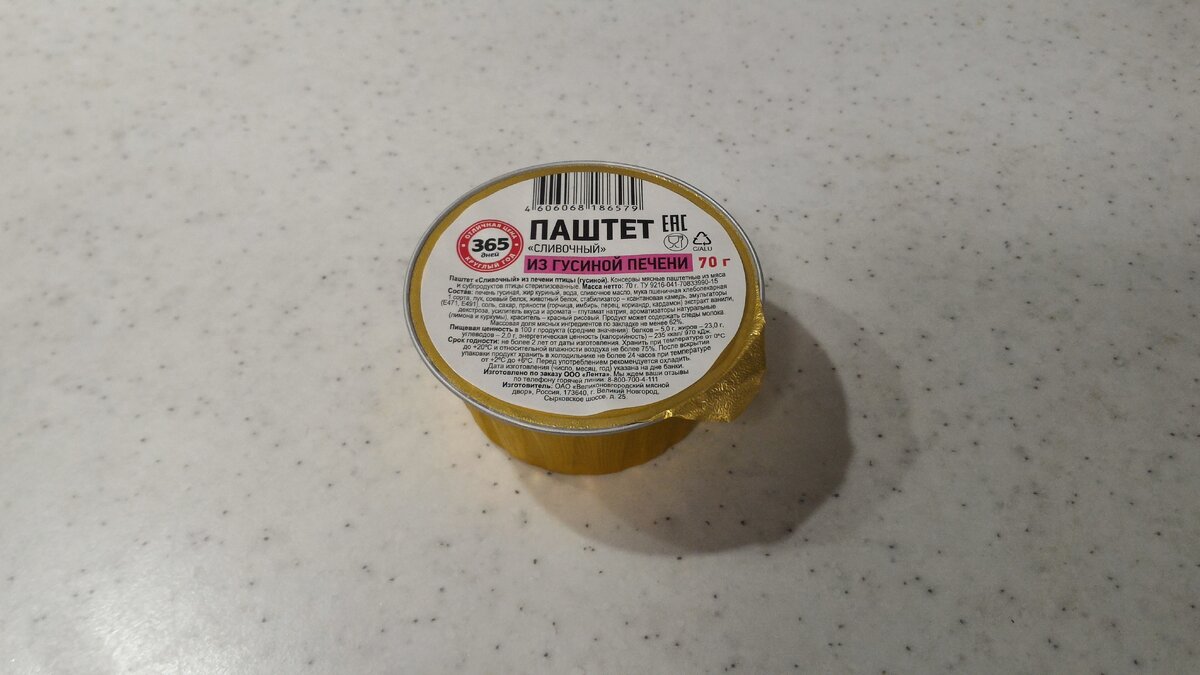 4 606068 186579
ПАШТЕТ EAC
«СЛИВОЧНЫЙ»
C/ALU
ОТЛИЧНАЯ ЦЕНА
365
дней
КРУГЛЫЙ ГОД
ИЗ ГУСИНОЙ ПЕЧЕНИ 70 г
Паштет «Сливочный» из печени птицы (гусиной). Консервы мясные паштетные из мяса
и субпродуктов птицы стерилизованные. Масса нетто: 70 г. ТУ 9216-041-70833990-15
Состав: печень гусиная, жир куриный, вода, сливочное масло, мука пшеничная хлебопекарная
1 сорта, лук, соевый белок, животный белок, стабилизатор – ксантановая камедь, эмульгаторы
(Е471, Е491), соль, сахар, пряности (горчица, имбирь, перец, кориандр, кардамон) экстракт ванили,
декстроза, усилитель вкуса и аромата – глутамат натрия, ароматизаторы натуральные
(лимона и куркумы), краситель – красный рисовый. Продукт может содержать следы молока.
Массовая доля мясных ингредиентов по закладке не менее 62%.
Пищевая ценность в 100 г продукта (средние значения): белков – 5,0 г, жиров – 23,0 г,
углеводов – 2,0 г, энергетическая ценность (калорийность) – 235 ккал/ 970 кДж.
Срок годности: не более 2 лет от даты изготовления. Хранить при температуре от 0°С
до +20°С и относительной влажности воздуха не более 75%. После вскрытия
упаковки продукт хранить в холодильнике не более 24 часов при температуре
от +2°С до +6°С. Перед употреблением рекомендуется охладить.
Дата изготовления (число, месяц, год) указана на дне банки.
Изготовлено по заказу ООО «Лента». Мы ждем ваши отзывы
по телефону горячей линии: 8-800-700-4-111
Изготовитель: ОАО «Великоновгородский мясной
двор», Россия, 173640, г. Великий Новгород,
Сырковское шоссе, д. 25.